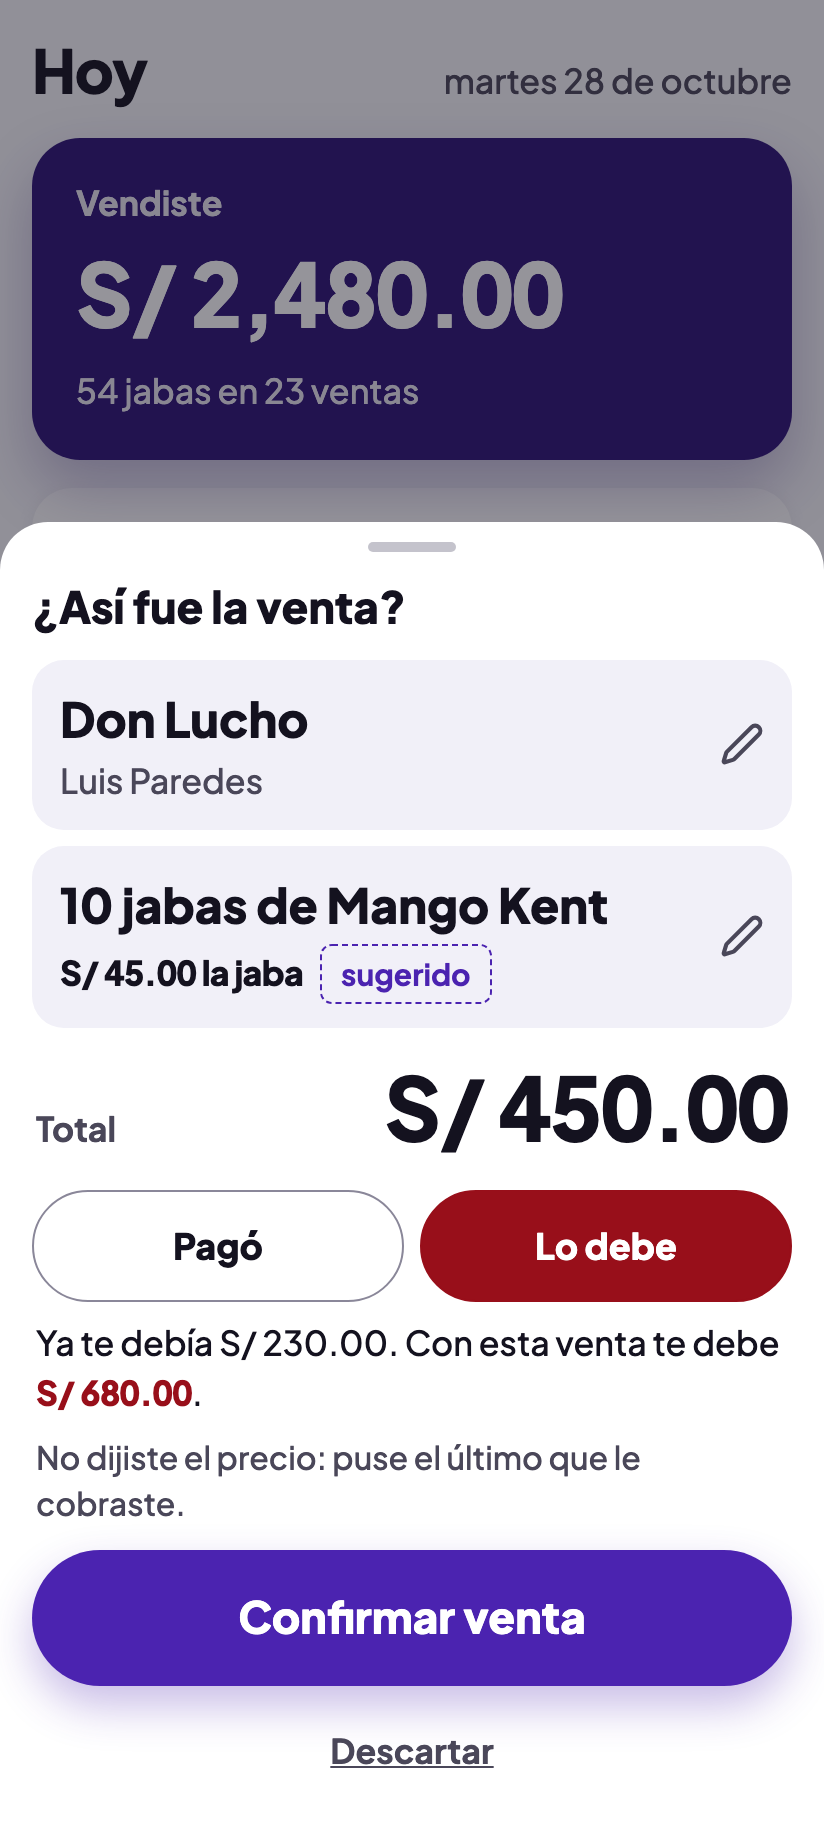 Hoy
martes 28 de octubre
Vendiste
S/ 2,480.00
54 jabas en 23 ventas
¿Así fue la venta?
Don Lucho
Luis Paredes
10 jabas de Mango Kent
S/ 45.00 la jaba
sugerido
Total
S/ 450.00
Pagó
Lo debe
Ya te debía S/ 230.00. Con esta venta te debe
S/ 680.00.
No dijiste el precio: puse el último que le
cobraste.
Confirmar venta
Descartar